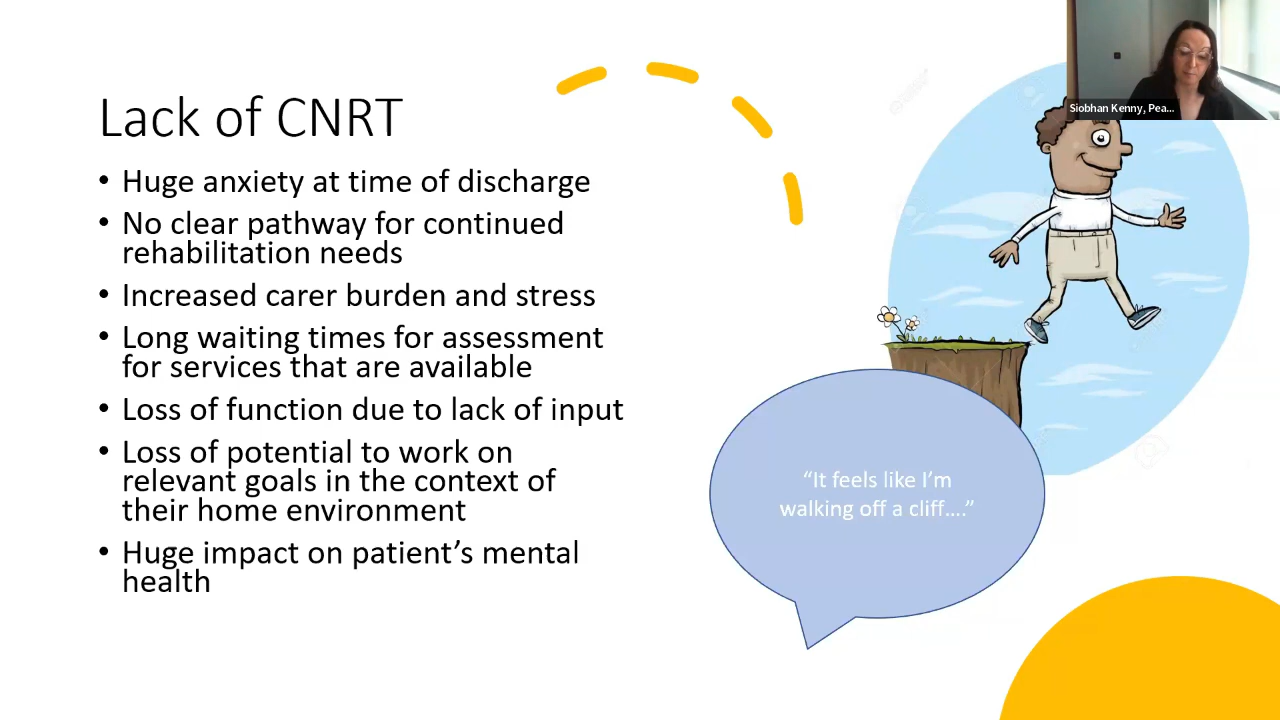 Siobhan Kenny, Pea...
Lack of CNRT
• Huge anxiety at time of discharge
• No clear pathway for continued
rehabilitation needs
• Increased carer burden and stress
• Long waiting times for assessment
for services that are available
• Loss of function due to lack of input
• Loss of potential to work on
relevant goals in the context of
their home environment
• Huge impact on patient’s mental
health
“It feels like I’m
walking off a cliff....”